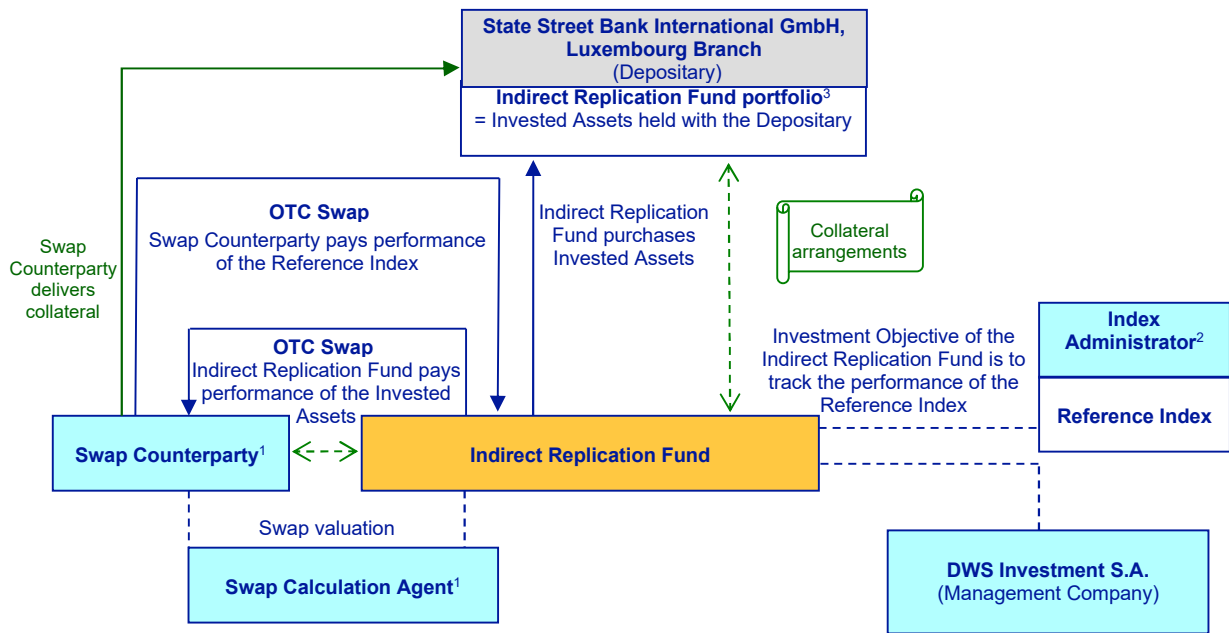 State Street Bank International GmbH,
Luxembourg Branch
(Depositary)
Indirect Replication Fund portfolio³
= Invested Assets held with the Depositary
Swap
Counterparty
delivers
collateral
OTC Swap
Swap Counterparty pays performance
of the Reference Index
Indirect Replication
Fund purchases
Invested Assets
Collateral
arrangements
OTC Swap
Indirect Replication Fund pays
performance of the Invested
Assets
Investment Objective of the
Indirect Replication Fund is to
track the performance of the
Reference Index
Index
Administrator²
Reference Index
Swap Counterparty¹
Indirect Replication Fund
Swap valuation
Swap Calculation Agent¹
DWS Investment S.A.
(Management Company)